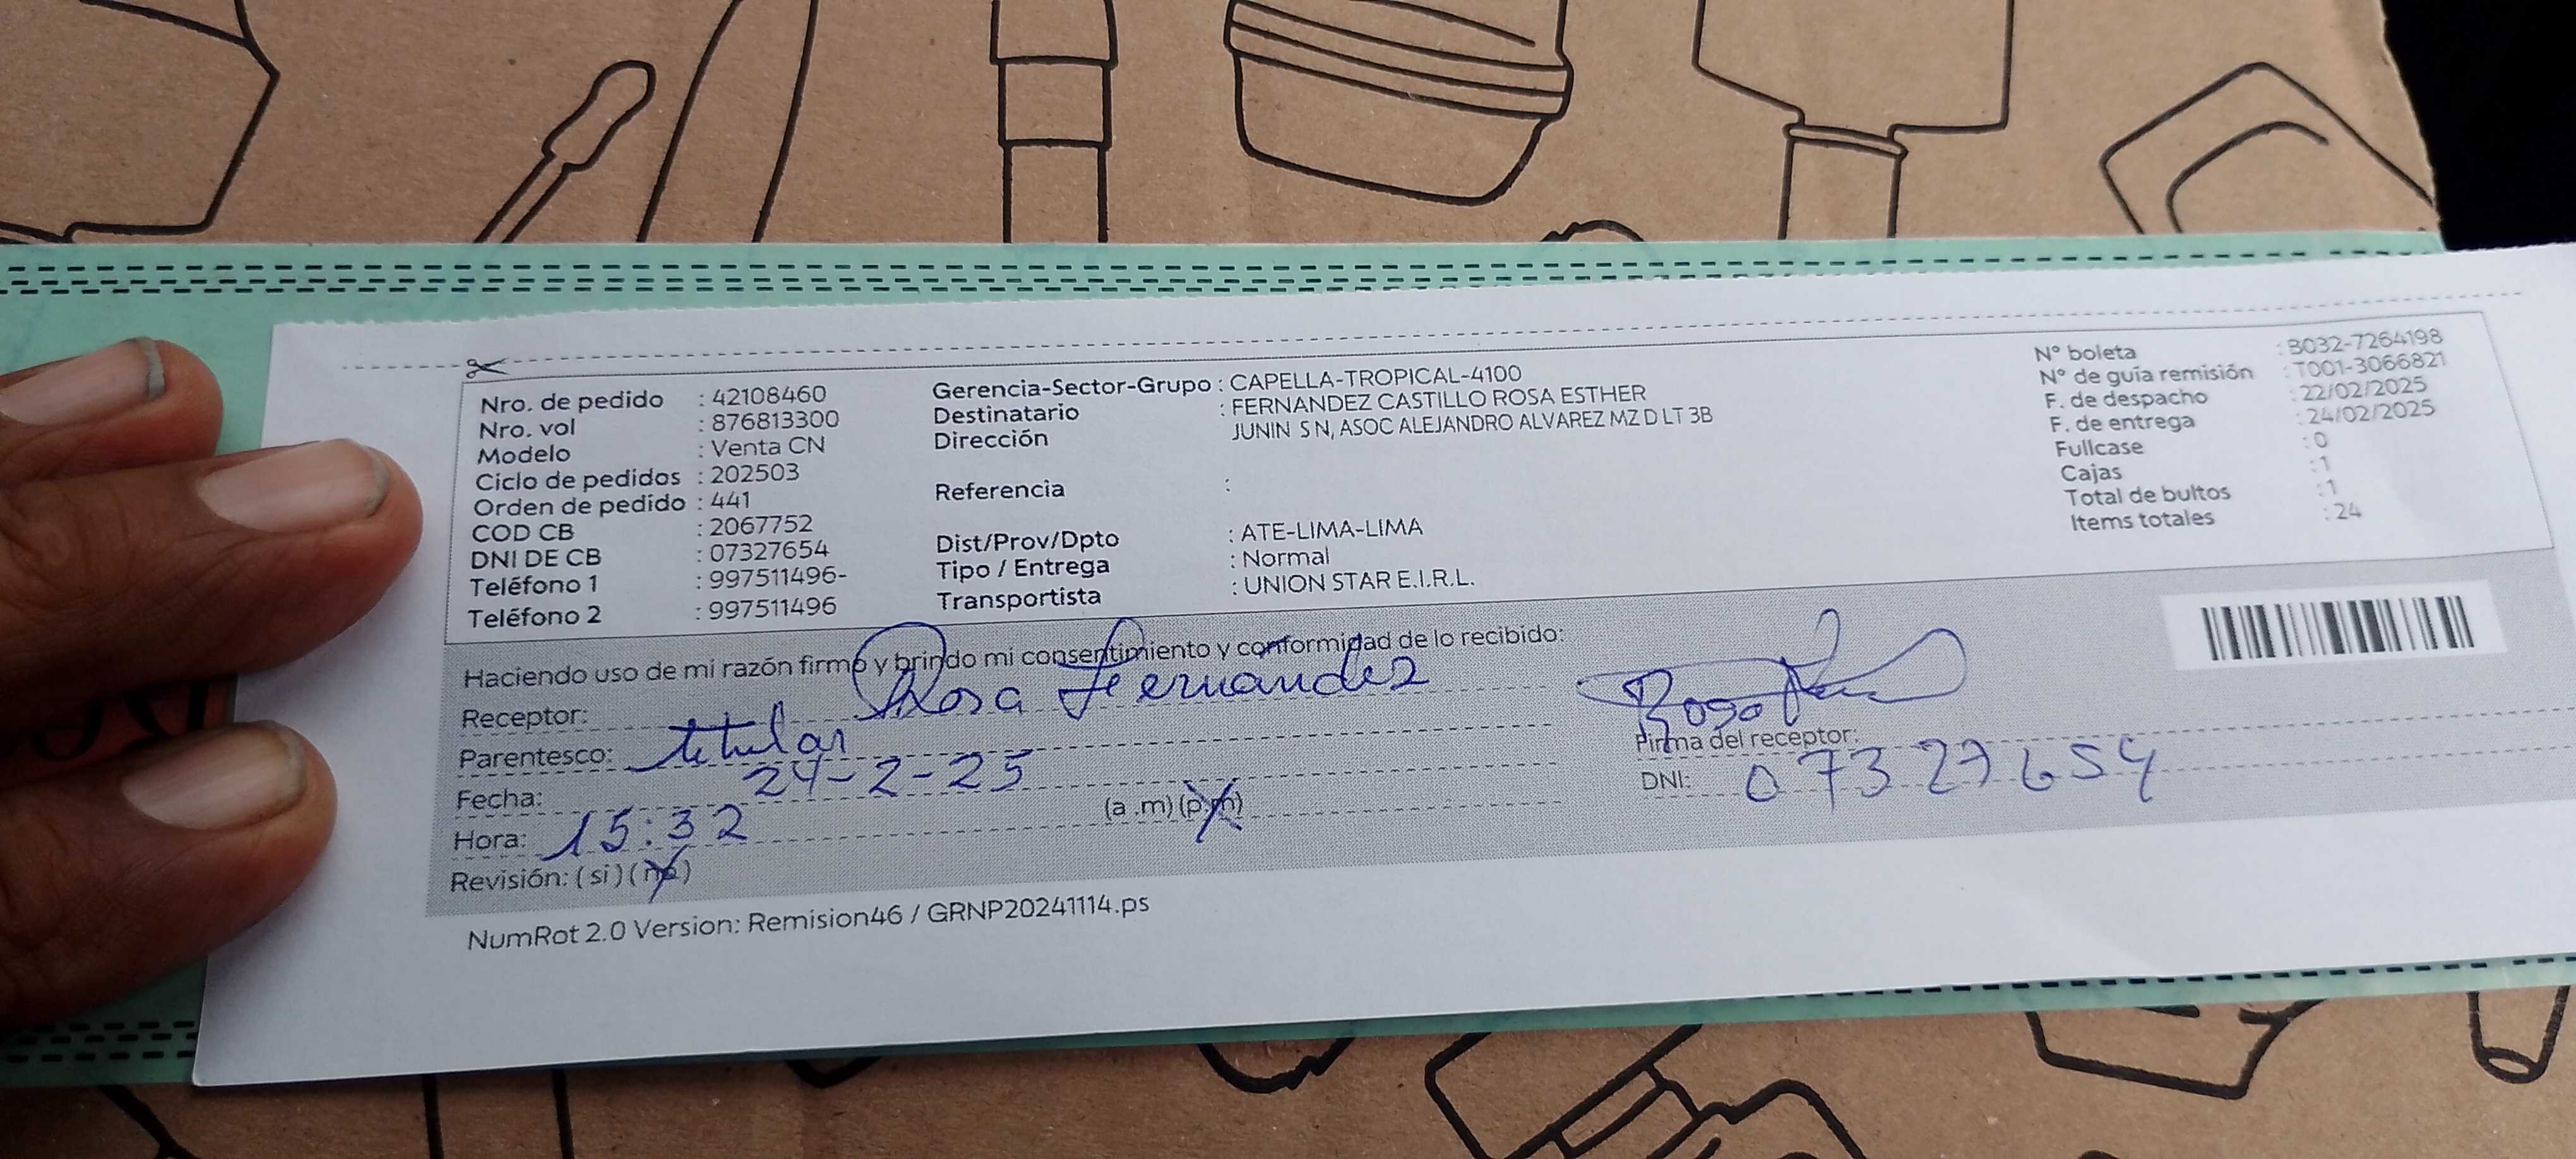 Nro. de pedido : 42108460
Nro. vol : 876813300
Modelo : Venta CN
Ciclo de pedidos : 202503
Orden de pedido : 441
COD CB : 2067752
DNI DE CB : 07327654
Teléfono 1 : 997511496-
Teléfono 2 : 997511496
Gerencia-Sector-Grupo : CAPELLA-TROPICAL-4100
Destinatario : FERNANDEZ CASTILLO ROSA ESTHER
Dirección JUNIN S N, ASOC ALEJANDRO ALVAREZ MZ D LT 3B
Referencia :
Dist/Prov/Dpto : ATE-LIMA-LIMA
Tipo / Entrega : Normal
Transportista : UNION STAR E.I.R.L.
N° boleta : B032-7264198
N° de guía remisión : T001-3066821
F. de despacho : 22/02/2025
F. de entrega : 24/02/2025
Fullcase : 0
Cajas : 1
Total de bultos : 1
Items totales : 24
Haciendo uso de mi razón firmo y brindo mi consentimiento y conformidad de lo recibido:
Receptor: Rosa Fernandez
Parentesco: titular
Fecha: 24-2-25
Hora: 15:32 (a .m) (p.m)
Revisión: ( si ) ( no )
Rosa
Firma del receptor:
DNI: 07327654
NumRot 2.0 Version: Remision46 / GRNP20241114.ps